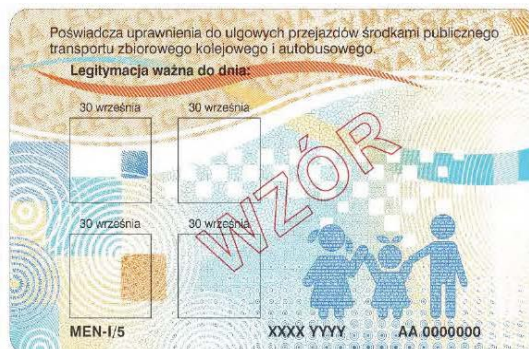 Poświadcza uprawnienia do ulgowych przejazdów środkami publicznego
transportu zbiorowego kolejowego i autobusowego.
Legitymacja ważna do dnia:
30 września 30 września
30 września 30 września
WZÓR
MEN-I/5 XXXX YYYY AA 0000000